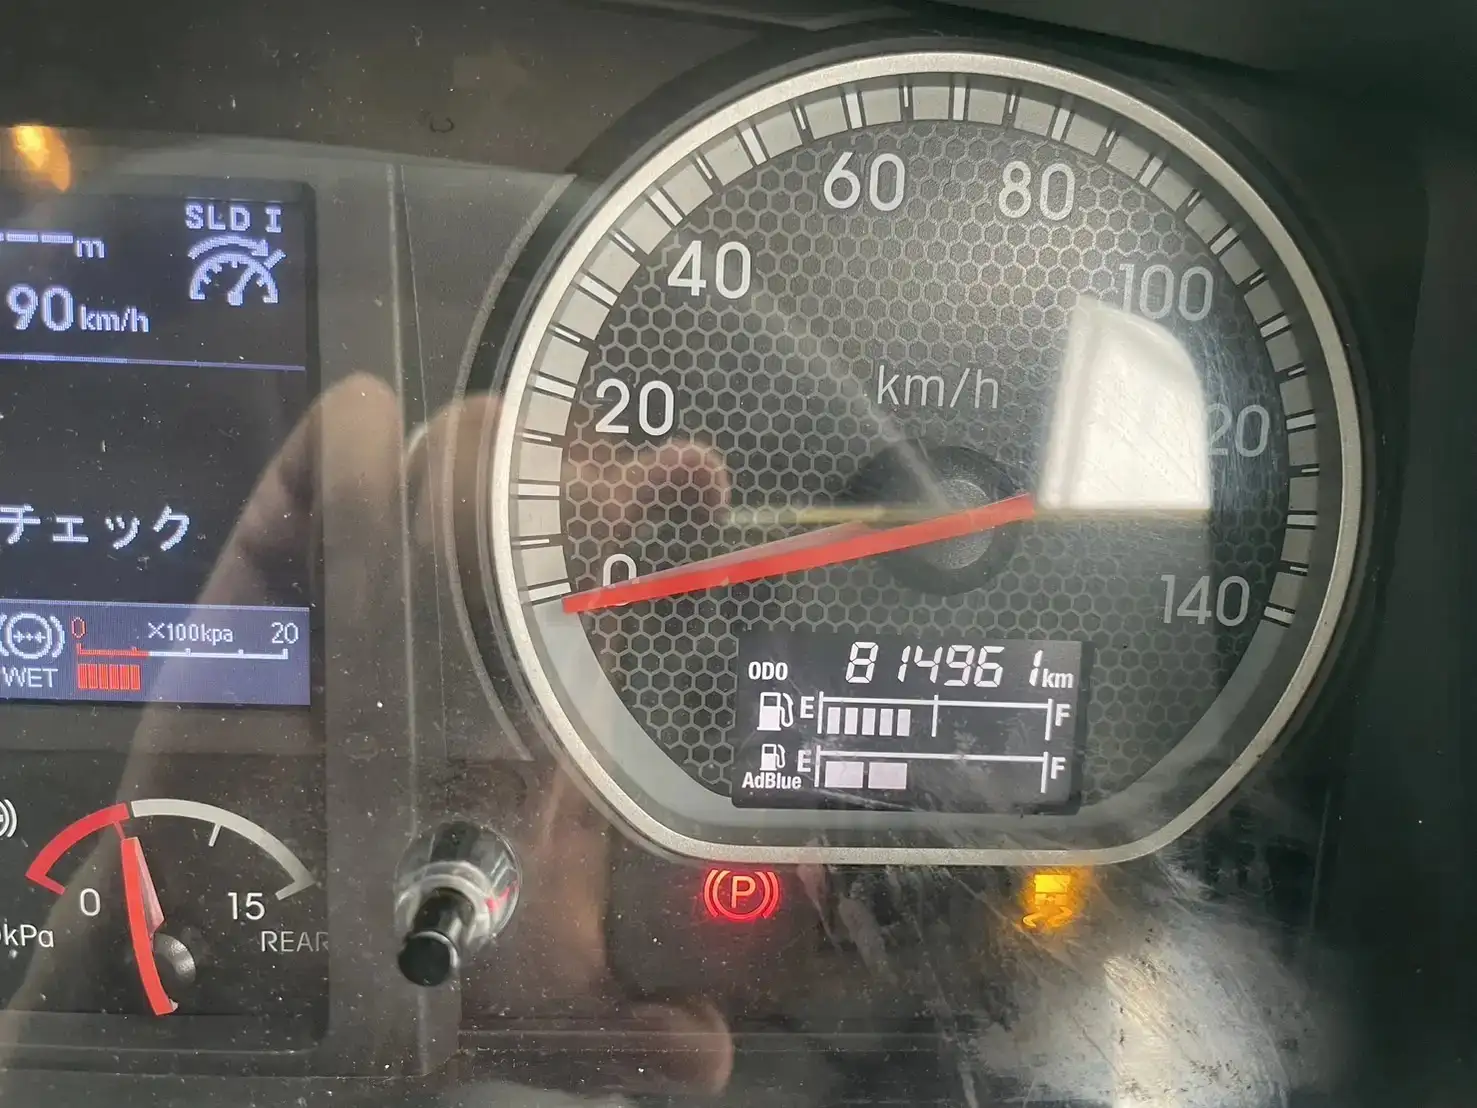 SLD I
m
90km/h
チェック
0 ×100kpa 20
WET
0 15
kPa
REAR
0
20
40
60
80
100
140
km/h
ODO 814961km
E F
E F
AdBlue
P